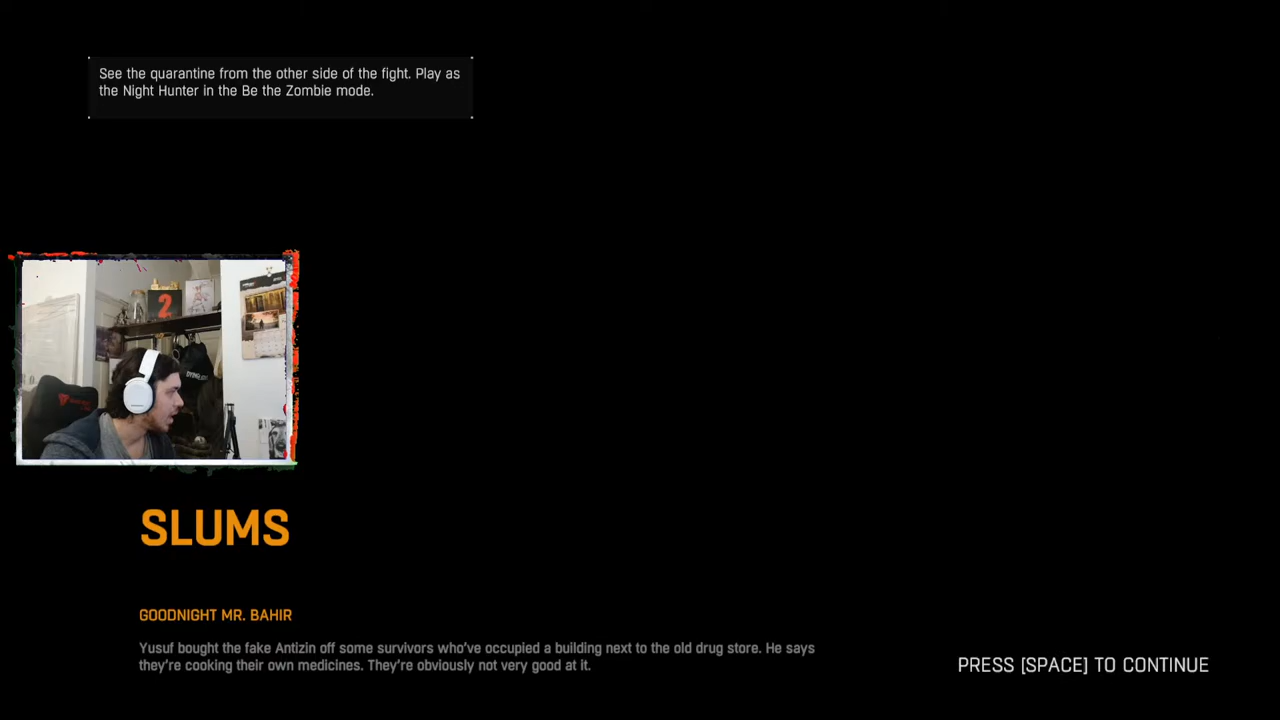 See the quarantine from the other side of the fight. Play as
the Night Hunter in the Be the Zombie mode.
2
SLUMS
GOODNIGHT MR. BAHIR
Yusuf bought the fake Antizin off some survivors who've occupied a building next to the old drug store. He says
they're cooking their own medicines. They're obviously not very good at it.
PRESS [SPACE] TO CONTINUE